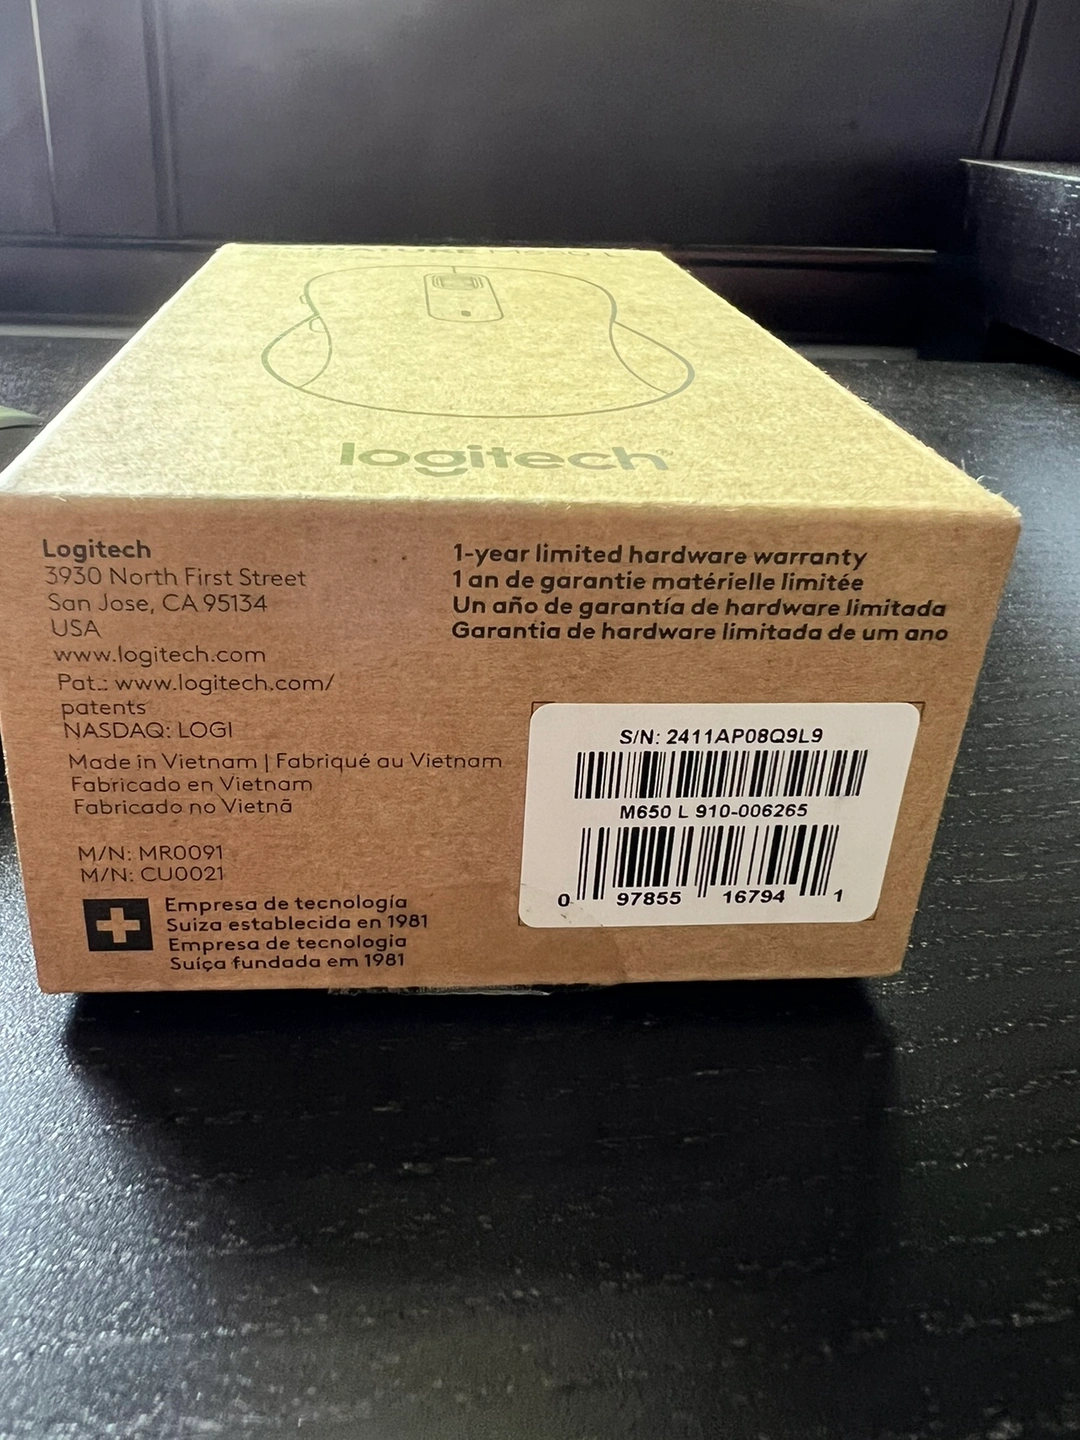 logitech
Logitech
3930 North First Street
San Jose, CA 95134
USA
www.logitech.com
Pat.: www.logitech.com/
patents
NASDAQ: LOGI
Made in Vietnam | Fabriqué au Vietnam
Fabricado en Vietnam
Fabricado no Vietnã
M/N: MR0091
M/N: CU0021
Empresa de tecnología
Suiza establecida en 1981
Empresa de tecnologia
Suíça fundada em 1981
1-year limited hardware warranty
1 an de garantie matérielle limitée
Un año de garantía de hardware limitada
Garantia de hardware limitada de um ano
S/N: 2411AP08Q9L9
M650 L 910-006265
0 97855 16794 1